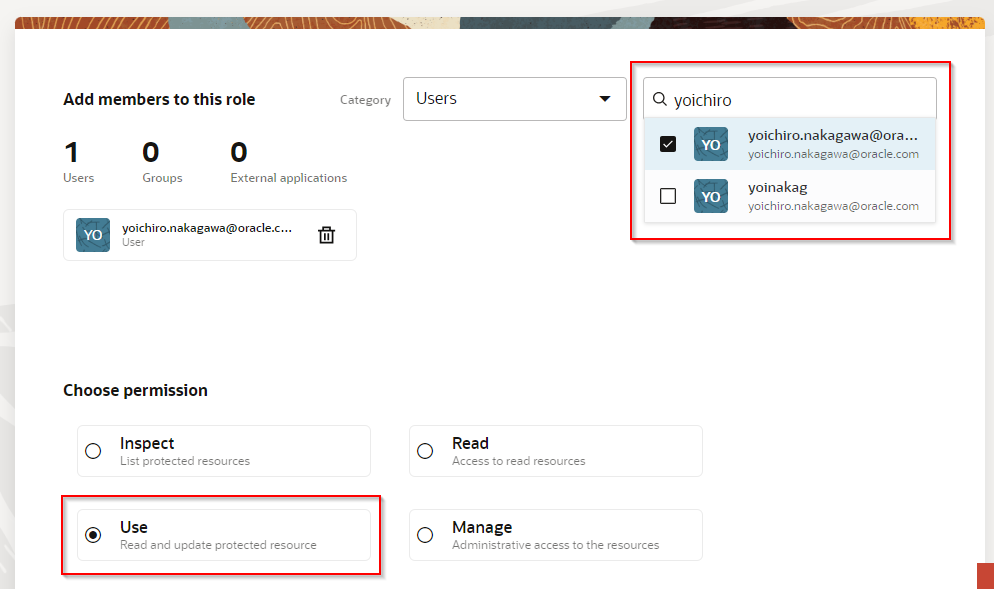 Add members to this role
Category
Users
yoichiro
YO
yoichiro.nakagawa@ora...
yoichiro.nakagawa@oracle.com
YO
yoinakag
yoichiro.nakagawa@oracle.com
1
Users
0
Groups
0
External applications
YO
yoichiro.nakagawa@oracle.c...
User
Choose permission
Inspect
List protected resources
Read
Access to read resources
Use
Read and update protected resource
Manage
Administrative access to the resources